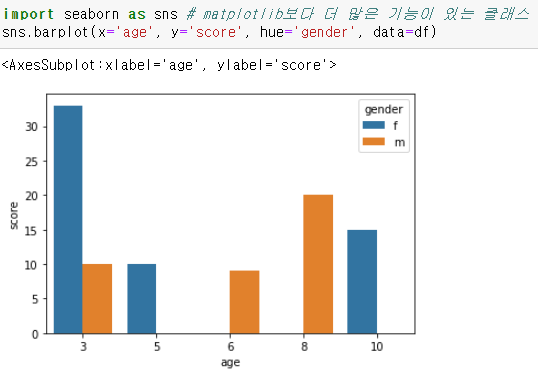 import seaborn as sns # matplotlib보다 더 많은 기능이 있는 클래스
sns.barplot(x='age', y='score', hue='gender', data=df)
<AxesSubplot:xlabel='age', ylabel='score'>
gender
f
m
30
25
20
15
10
5
0
score
3 5 6 8 10
age